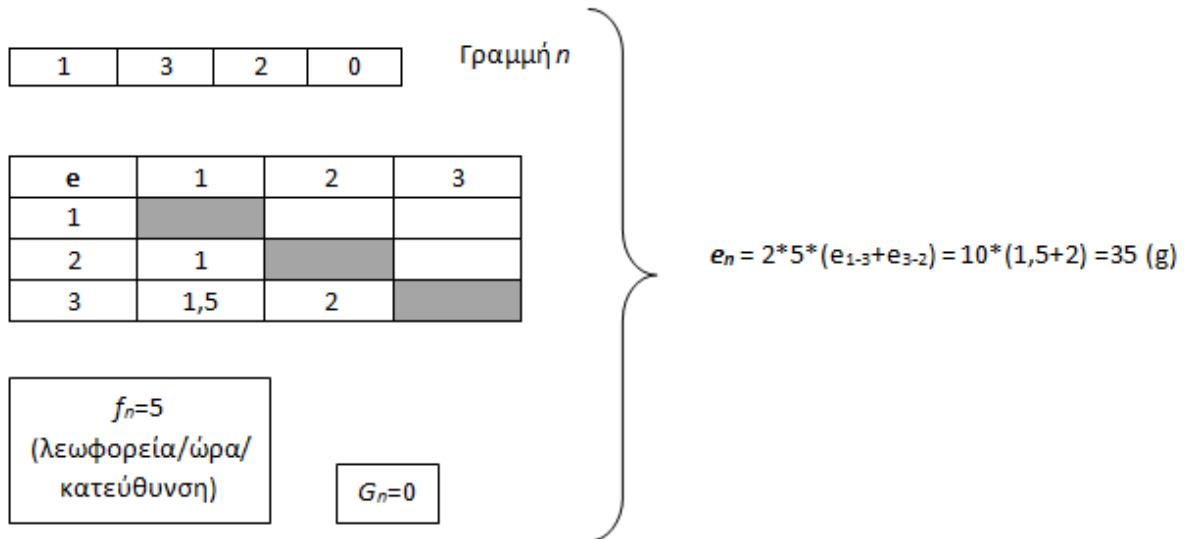 1 3 2 0
Γραμμή n
e 1 2 3
1
2 1
3 1,5 2
fn=5
(λεωφορεία/ώρα/
κατεύθυνση)
Gn=0
en = 2*5*(e1-3+e3-2) = 10*(1,5+2) =35 (g)